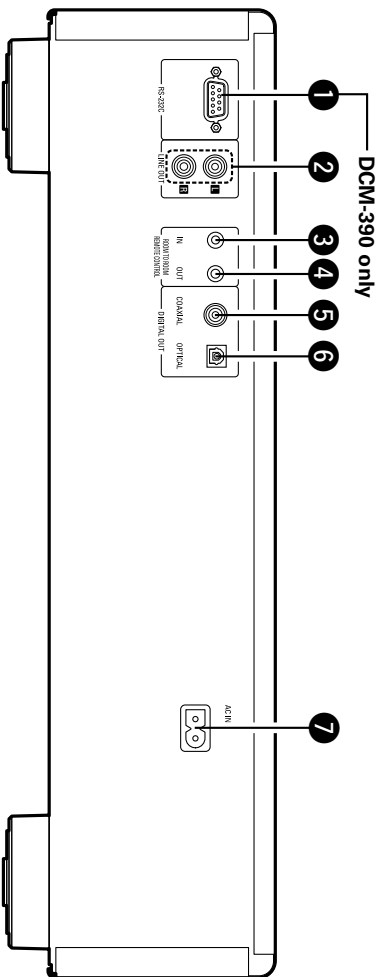 DCM-390 only
1
2
3
4
5
6
7
RS-232C
L
R
LINE OUT
IN
OUT
ROOM TO ROOM
REMOTE CONTROL
COAXIAL
OPTICAL
DIGITAL OUT
AC IN